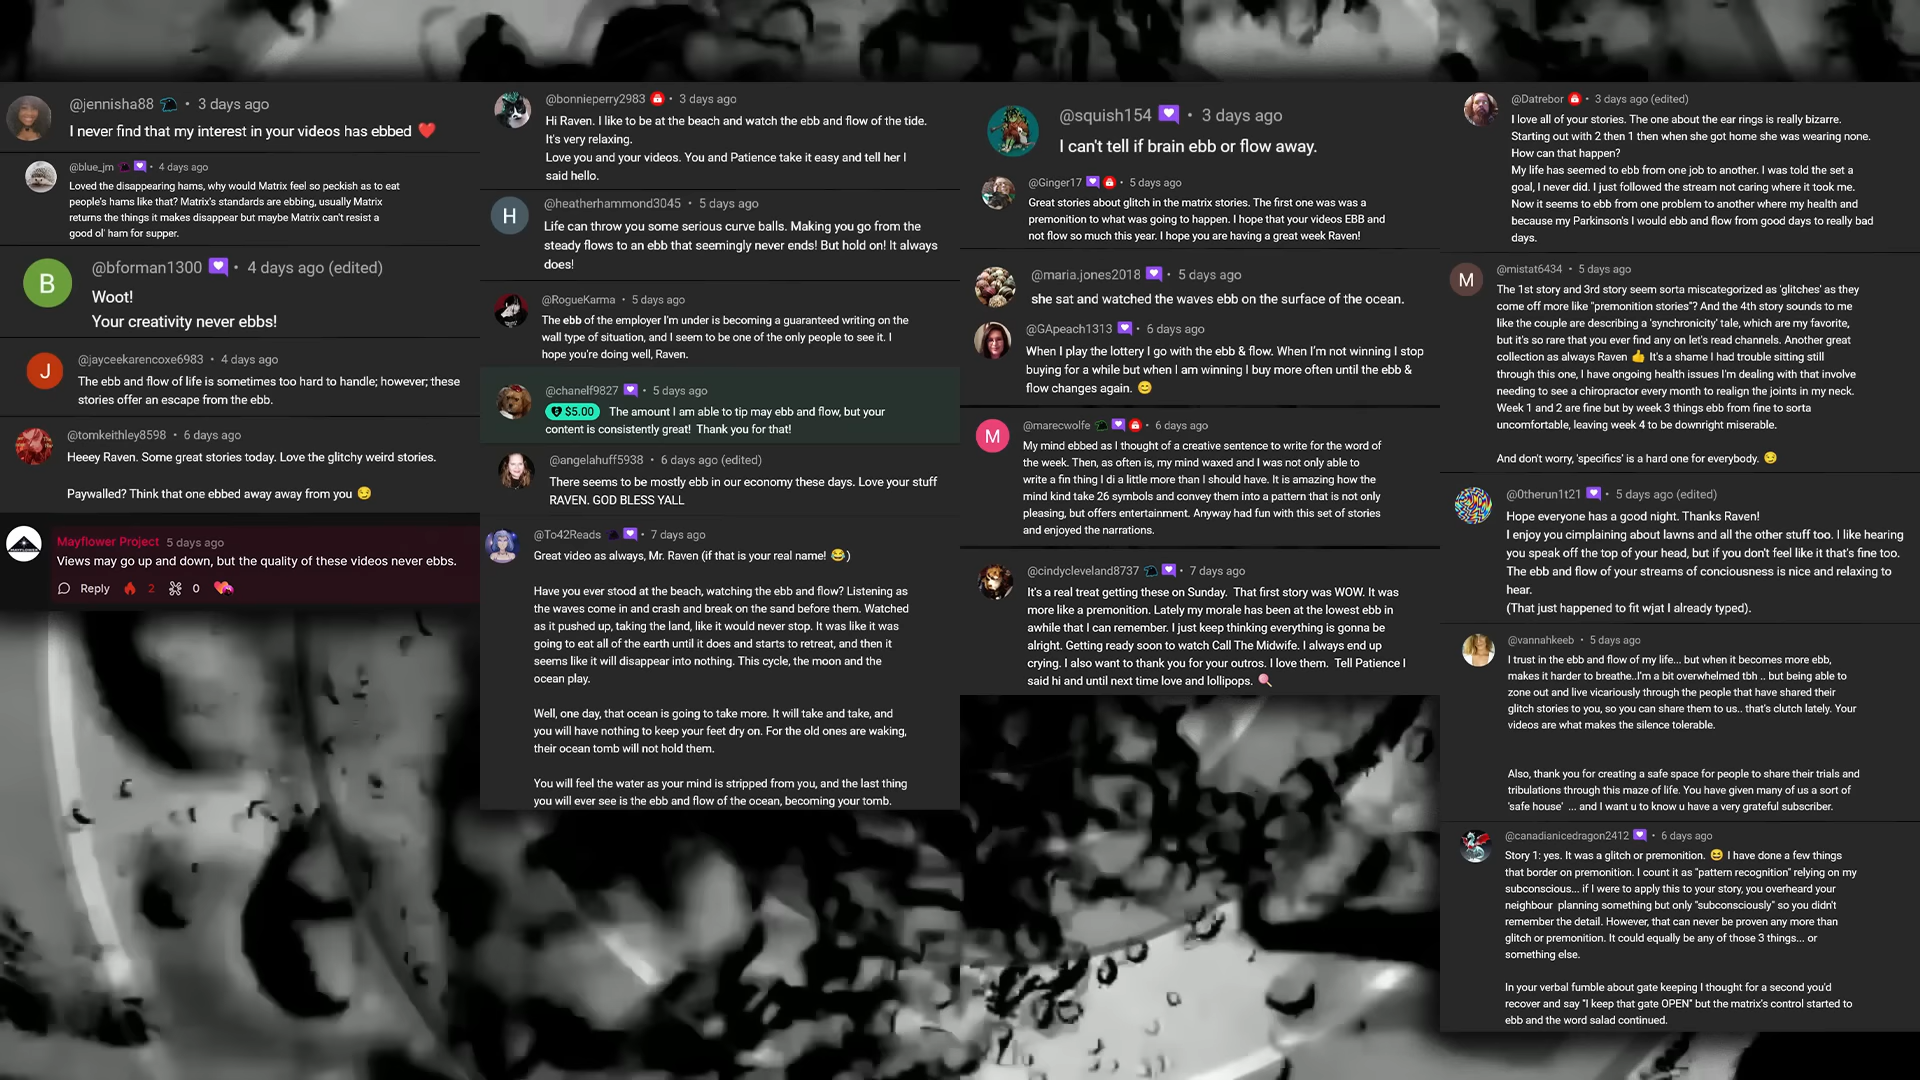 @jennisha88 • 3 days ago
I never find that my interest in your videos has ebbed ❤️
@blue_jm • 4 days ago
Loved the disappearing hams, why would Matrix feel so peckish as to eat
people's hams like that? Matrix's standards are ebbing, usually Matrix
returns the things it makes disappear but maybe Matrix can't resist a
good ol' ham for supper.
B
@bforman1300 • 4 days ago (edited)
Woot!
Your creativity never ebbs!
J
@jayceekarencoxe6983 • 4 days ago
The ebb and flow of life is sometimes too hard to handle; however; these
stories offer an escape from the ebb.
@tomkeithley8598 • 6 days ago
Heeey Raven. Some great stories today. Love the glitchy weird stories.
Paywalled? Think that one ebbed away away from you 😏
MAYFLOWER
Mayflower Project 5 days ago
Views may go up and down, but the quality of these videos never ebbs.
Reply 2 0
@bonnieperry2983 • 3 days ago
Hi Raven. I like to be at the beach and watch the ebb and flow of the tide.
It's very relaxing.
Love you and your videos. You and Patience take it easy and tell her I
said hello.
H
@heatherhammond3045 • 5 days ago
Life can throw you some serious curve balls. Making you go from the
steady flows to an ebb that seemingly never ends! But hold on! It always
does!
@RogueKarma • 5 days ago
The ebb of the employer I'm under is becoming a guaranteed writing on the
wall type of situation, and I seem to be one of the only people to see it. I
hope you're doing well, Raven.
@chanelf9827 • 5 days ago
$5.00 The amount I am able to tip may ebb and flow, but your
content is consistently great! Thank you for that!
@angelahuff5938 • 6 days ago (edited)
There seems to be mostly ebb in our economy these days. Love your stuff
RAVEN. GOD BLESS YALL
@To42Reads • 7 days ago
Great video as always, Mr. Raven (if that is your real name! 😂)
Have you ever stood at the beach, watching the ebb and flow? Listening as
the waves come in and crash and break on the sand before them. Watched
as it pushed up, taking the land, like it would never stop. It was like it was
going to eat all of the earth until it does and starts to retreat, and then it
seems like it will disappear into nothing. This cycle, the moon and the
ocean play.
Well, one day, that ocean is going to take more. It will take and take, and
you will have nothing to keep your feet dry on. For the old ones are waking,
their ocean tomb will not hold them.
You will feel the water as your mind is stripped from you, and the last thing
you will ever see is the ebb and flow of the ocean, becoming your tomb.
@squish154 • 3 days ago
I can't tell if brain ebb or flow away.
@Ginger17 • 5 days ago
Great stories about glitch in the matrix stories. The first one was was a
premonition to what was going to happen. I hope that your videos EBB and
not flow so much this year. I hope you are having a great week Raven!
@maria.jones2018 • 5 days ago
she sat and watched the waves ebb on the surface of the ocean.
@GApeach1313 • 6 days ago
When I play the lottery I go with the ebb & flow. When I'm not winning I stop
buying for a while but when I am winning I buy more often until the ebb &
flow changes again. 😊
M
@marecwolfe • 6 days ago
My mind ebbed as I thought of a creative sentence to write for the word of
the week. Then, as often is, my mind waxed and I was not only able to
write a fin thing I di a little more than I should have. It is amazing how the
mind kind take 26 symbols and convey them into a pattern that is not only
pleasing, but offers entertainment. Anyway had fun with this set of stories
and enjoyed the narrations.
@cindycleveland8737 • 7 days ago
It's a real treat getting these on Sunday. That first story was WOW. It was
more like a premonition. Lately my morale has been at the lowest ebb in
awhile that I can remember. I just keep thinking everything is gonna be
alright. Getting ready soon to watch Call The Midwife. I always end up
crying. I also want to thank you for your outros. I love them. Tell Patience I
said hi and until next time love and lollipops. 🍭
@Datrebor • 3 days ago (edited)
I love all of your stories. The one about the ear rings is really bizarre.
Starting out with 2 then 1 then when she got home she was wearing none.
How can that happen?
My life has seemed to ebb from one job to another. I was told the set a
goal, I never did. I just followed the stream not caring where it took me.
Now it seems to ebb from one problem to another where my health and
because my Parkinson's I would ebb and flow from good days to really bad
days.
M
@mistat6434 • 5 days ago
The 1st story and 3rd story seem sorta miscategorized as 'glitches' as they
come off more like "premonition stories"? And the 4th story sounds to me
like the couple are describing a 'synchronicity' tale, which are my favorite,
but it's so rare that you ever find any on let's read channels. Another great
collection as always Raven 👍 It's a shame I had trouble sitting still
through this one, I have ongoing health issues I'm dealing with that involve
needing to see a chiropractor every month to realign the joints in my neck.
Week 1 and 2 are fine but by week 3 things ebb from fine to sorta
uncomfortable, leaving week 4 to be downright miserable.
And don't worry, 'specifics' is a hard one for everybody. 😏
@0therun1t21 • 5 days ago (edited)
Hope everyone has a good night. Thanks Raven!
I enjoy you cimplaining about lawns and all the other stuff too. I like hearing
you speak off the top of your head, but if you don't feel like it that's fine too.
The ebb and flow of your streams of conciousness is nice and relaxing to
hear.
(That just happened to fit wjat I already typed).
@vannahkeeb • 5 days ago
I trust in the ebb and flow of my life... but when it becomes more ebb,
makes it harder to breathe..I'm a bit overwhelmed tbh .. but being able to
zone out and live vicariously through the people that have shared their
glitch stories to you, so you can share them to us.. that's clutch lately. Your
videos are what makes the silence tolerable.
Also, thank you for creating a safe space for people to share their trials and
tribulations through this maze of life. You have given many of us a sort of
'safe house' ... and I want u to know u have a very grateful subscriber.
@canadianicedragon2412 • 6 days ago
Story 1: yes. It was a glitch or premonition. 😆 I have done a few things
that border on premonition. I count it as "pattern recognition" relying on my
subconscious... if I were to apply this to your story, you overheard your
neighbour planning something but only "subconsciously" so you didn't
remember the detail. However, that can never be proven any more than
glitch or premonition. It could equally be any of those 3 things... or
something else.
In your verbal fumble about gate keeping I thought for a second you'd
recover and say "I keep that gate OPEN" but the matrix's control started to
ebb and the word salad continued.